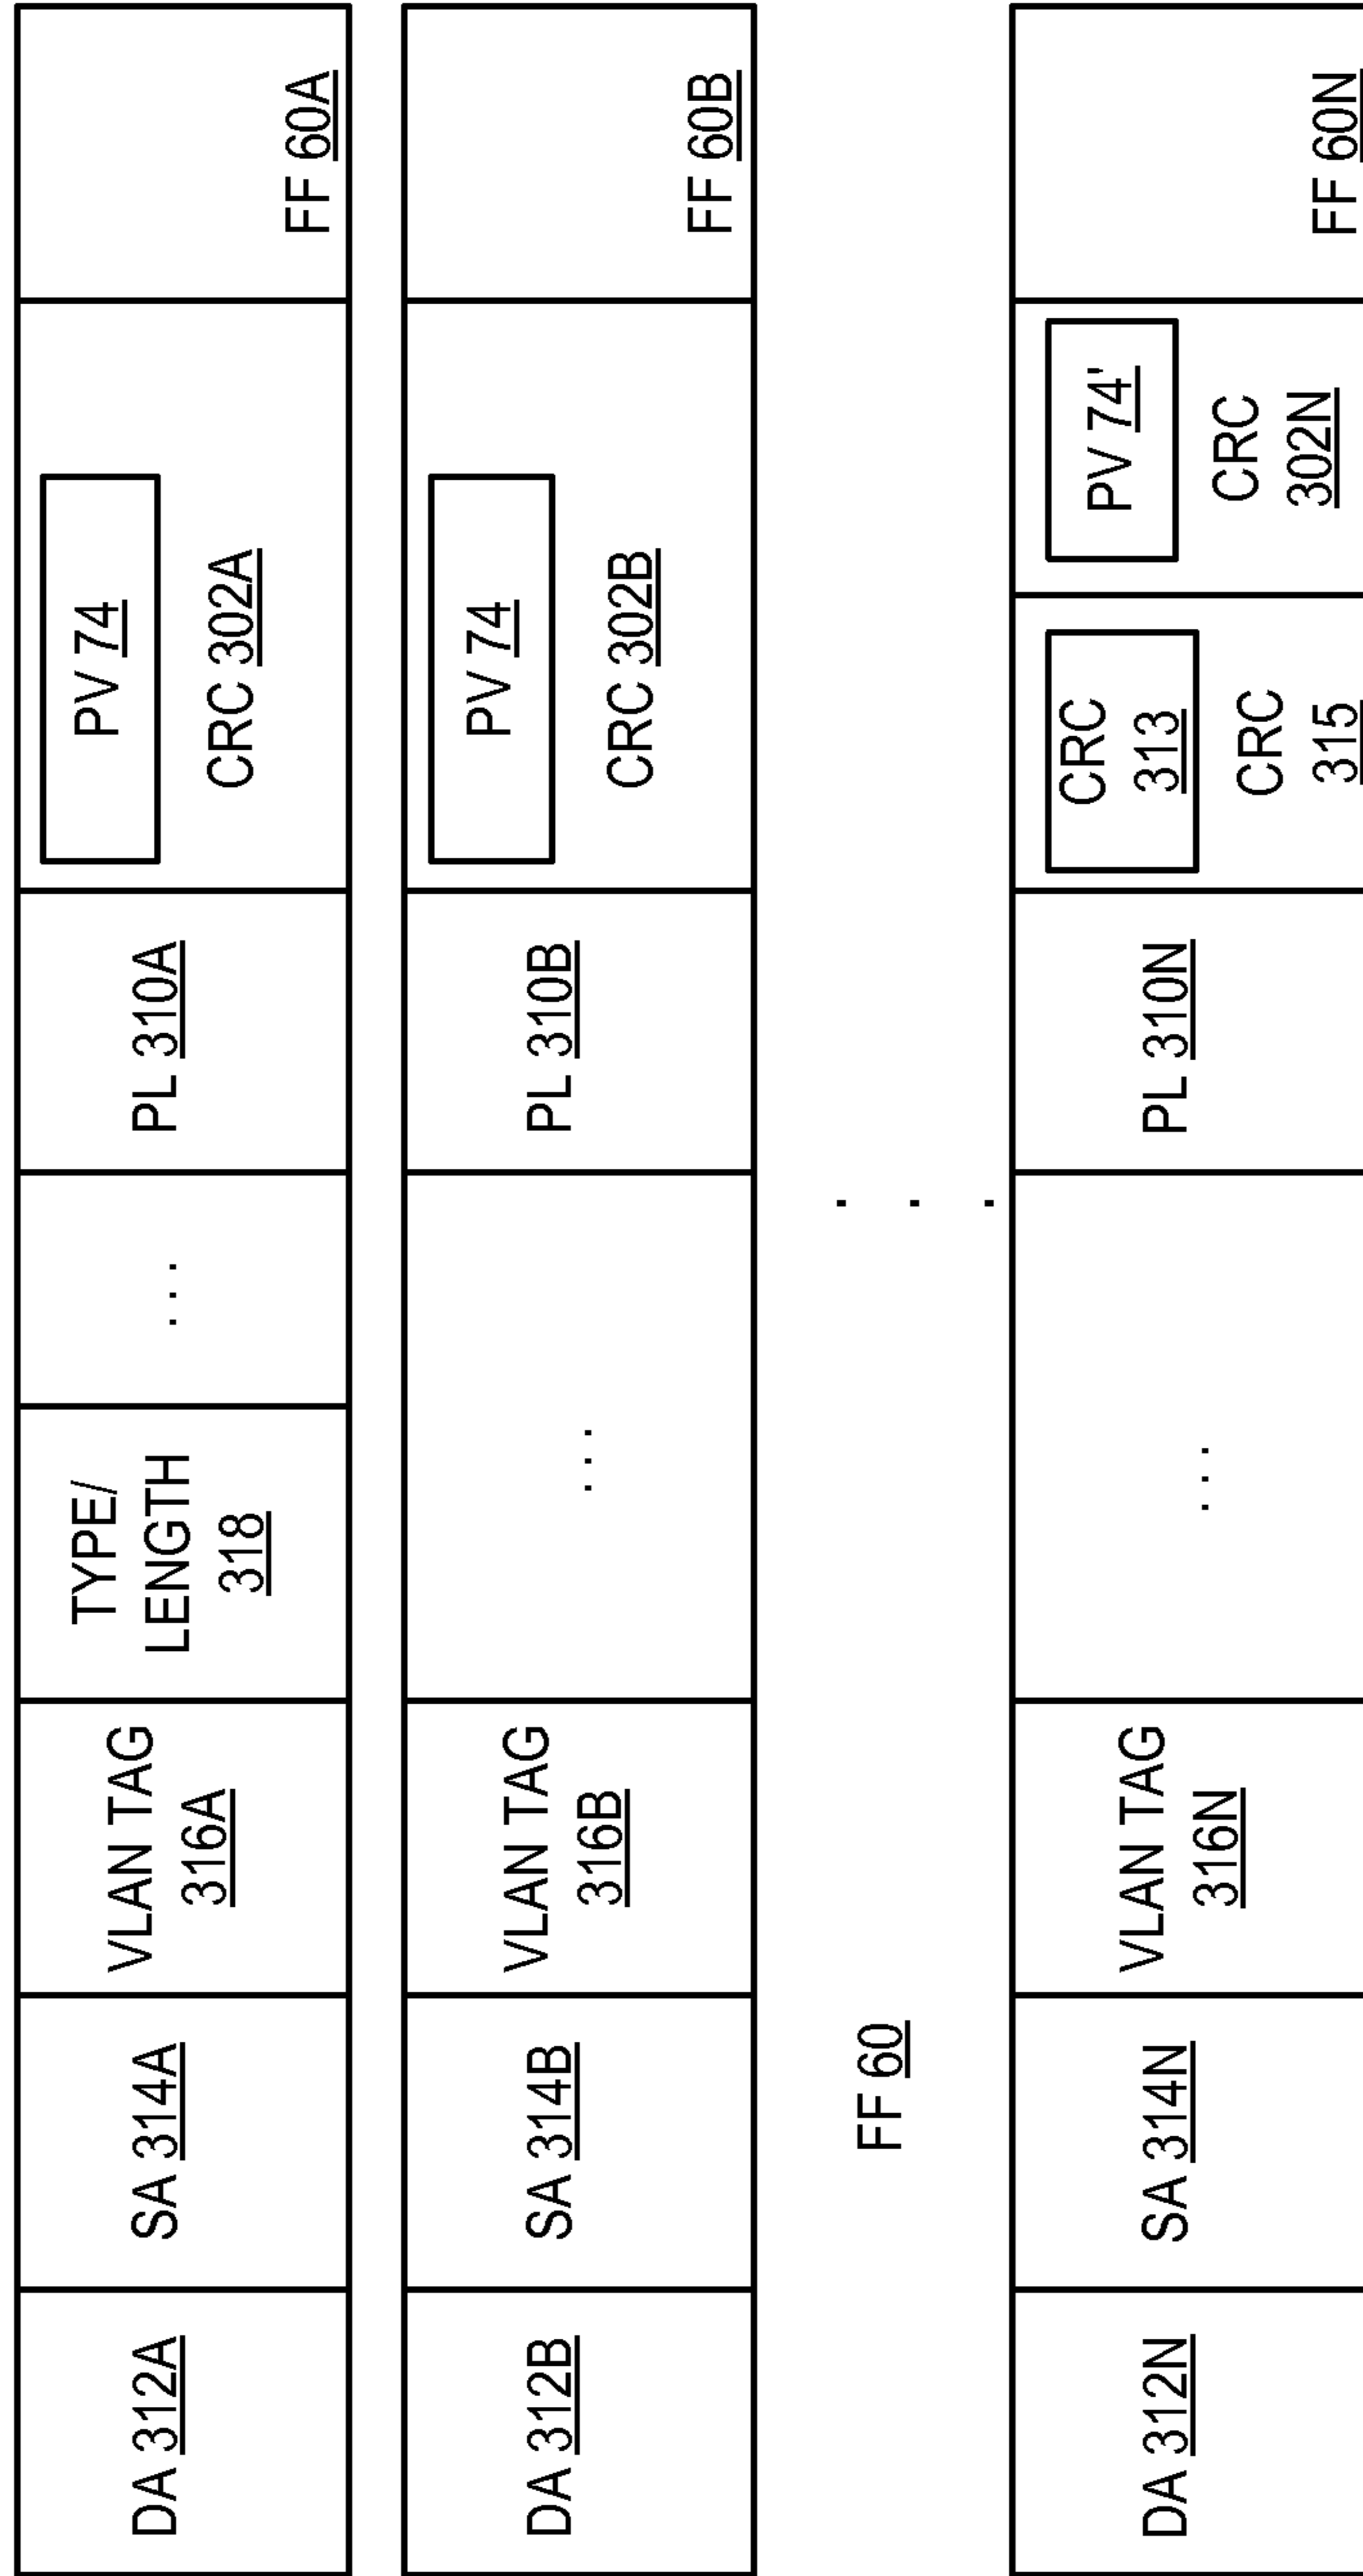 DA 312A
SA 314A
VLAN TAG
316A
TYPE/
LENGTH
318
. . .
PL 310A
PV 74
CRC 302A
FF 60A
DA 312B
SA 314B
VLAN TAG
316B
. . .
PL 310B
PV 74
CRC 302B
FF 60B
FF 60
. . .
DA 312N
SA 314N
VLAN TAG
316N
. . .
PL 310N
CRC
313
CRC
315
PV 74'
CRC
302N
FF 60N